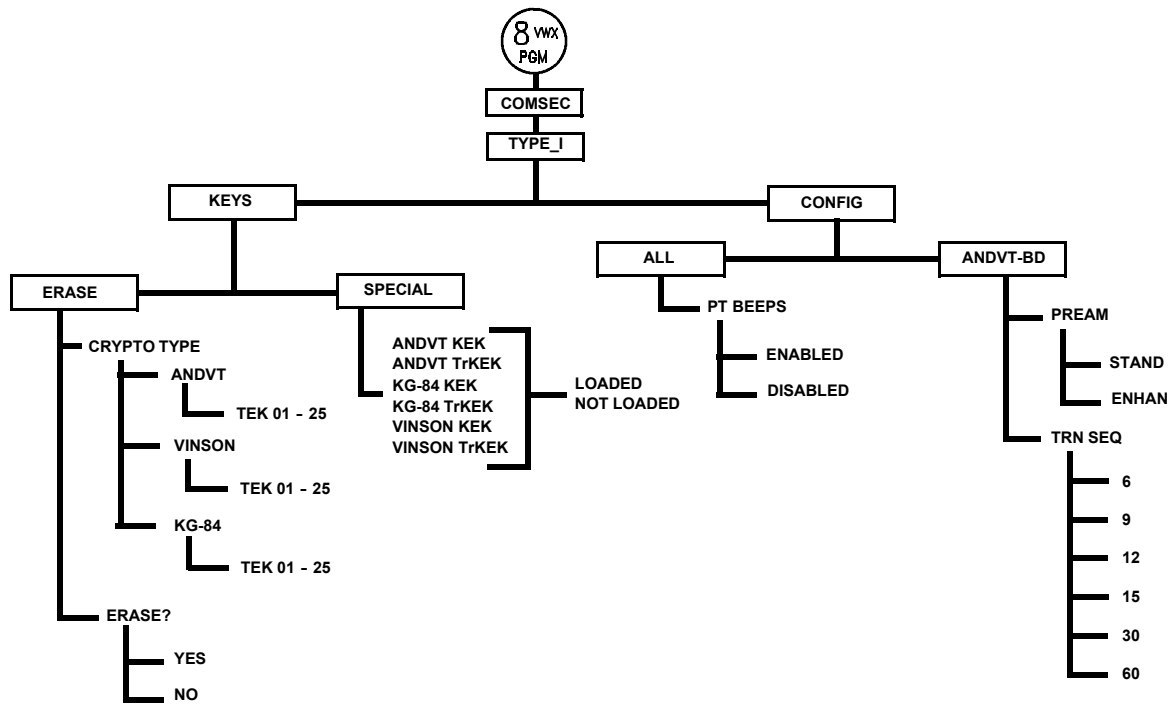 8 VWX
PGM
COMSEC
TYPE_I
KEYS
CONFIG
ERASE
SPECIAL
ALL
ANDVT-BD
CRYPTO TYPE
ANDVT
TEK 01 - 25
VINSON
TEK 01 - 25
KG-84
TEK 01 - 25
ERASE?
YES
NO
ANDVT KEK
ANDVT TrKEK
KG-84 KEK
KG-84 TrKEK
VINSON KEK
VINSON TrKEK
LOADED
NOT LOADED
PT BEEPS
ENABLED
DISABLED
PREAM
STAND
ENHAN
TRN SEQ
6
9
12
15
30
60